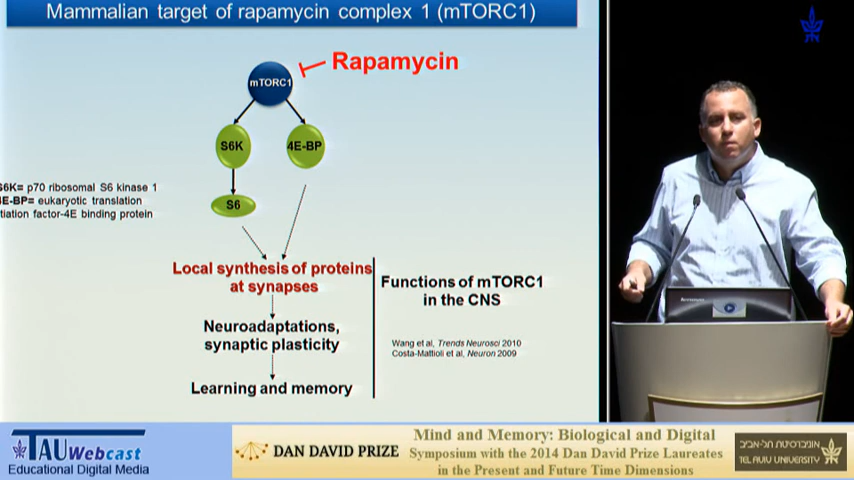 Mammalian target of rapamycin complex 1 (mTORC1)
Rapamycin
mTORC1
S6K
4E-BP
S6
S6K= p70 ribosomal S6 kinase 1
4E-BP= eukaryotic translation
itiation factor-4E binding protein
Local synthesis of proteins
at synapses
Functions of mTORC1
in the CNS
Neuroadaptations,
synaptic plasticity
Wang et al, Trends Neurosci 2010
Costa-Mattioli et al, Neuron 2009
Learning and memory
lenovo
TAU Webcast
Educational Digital Media
DAN DAVID PRIZE
Mind and Memory: Biological and Digital
Symposium with the 2014 Dan David Prize Laureates
in the Present and Future Time Dimensions
אוניברסיטת תל-אביב
TEL AVIV UNIVERSITY